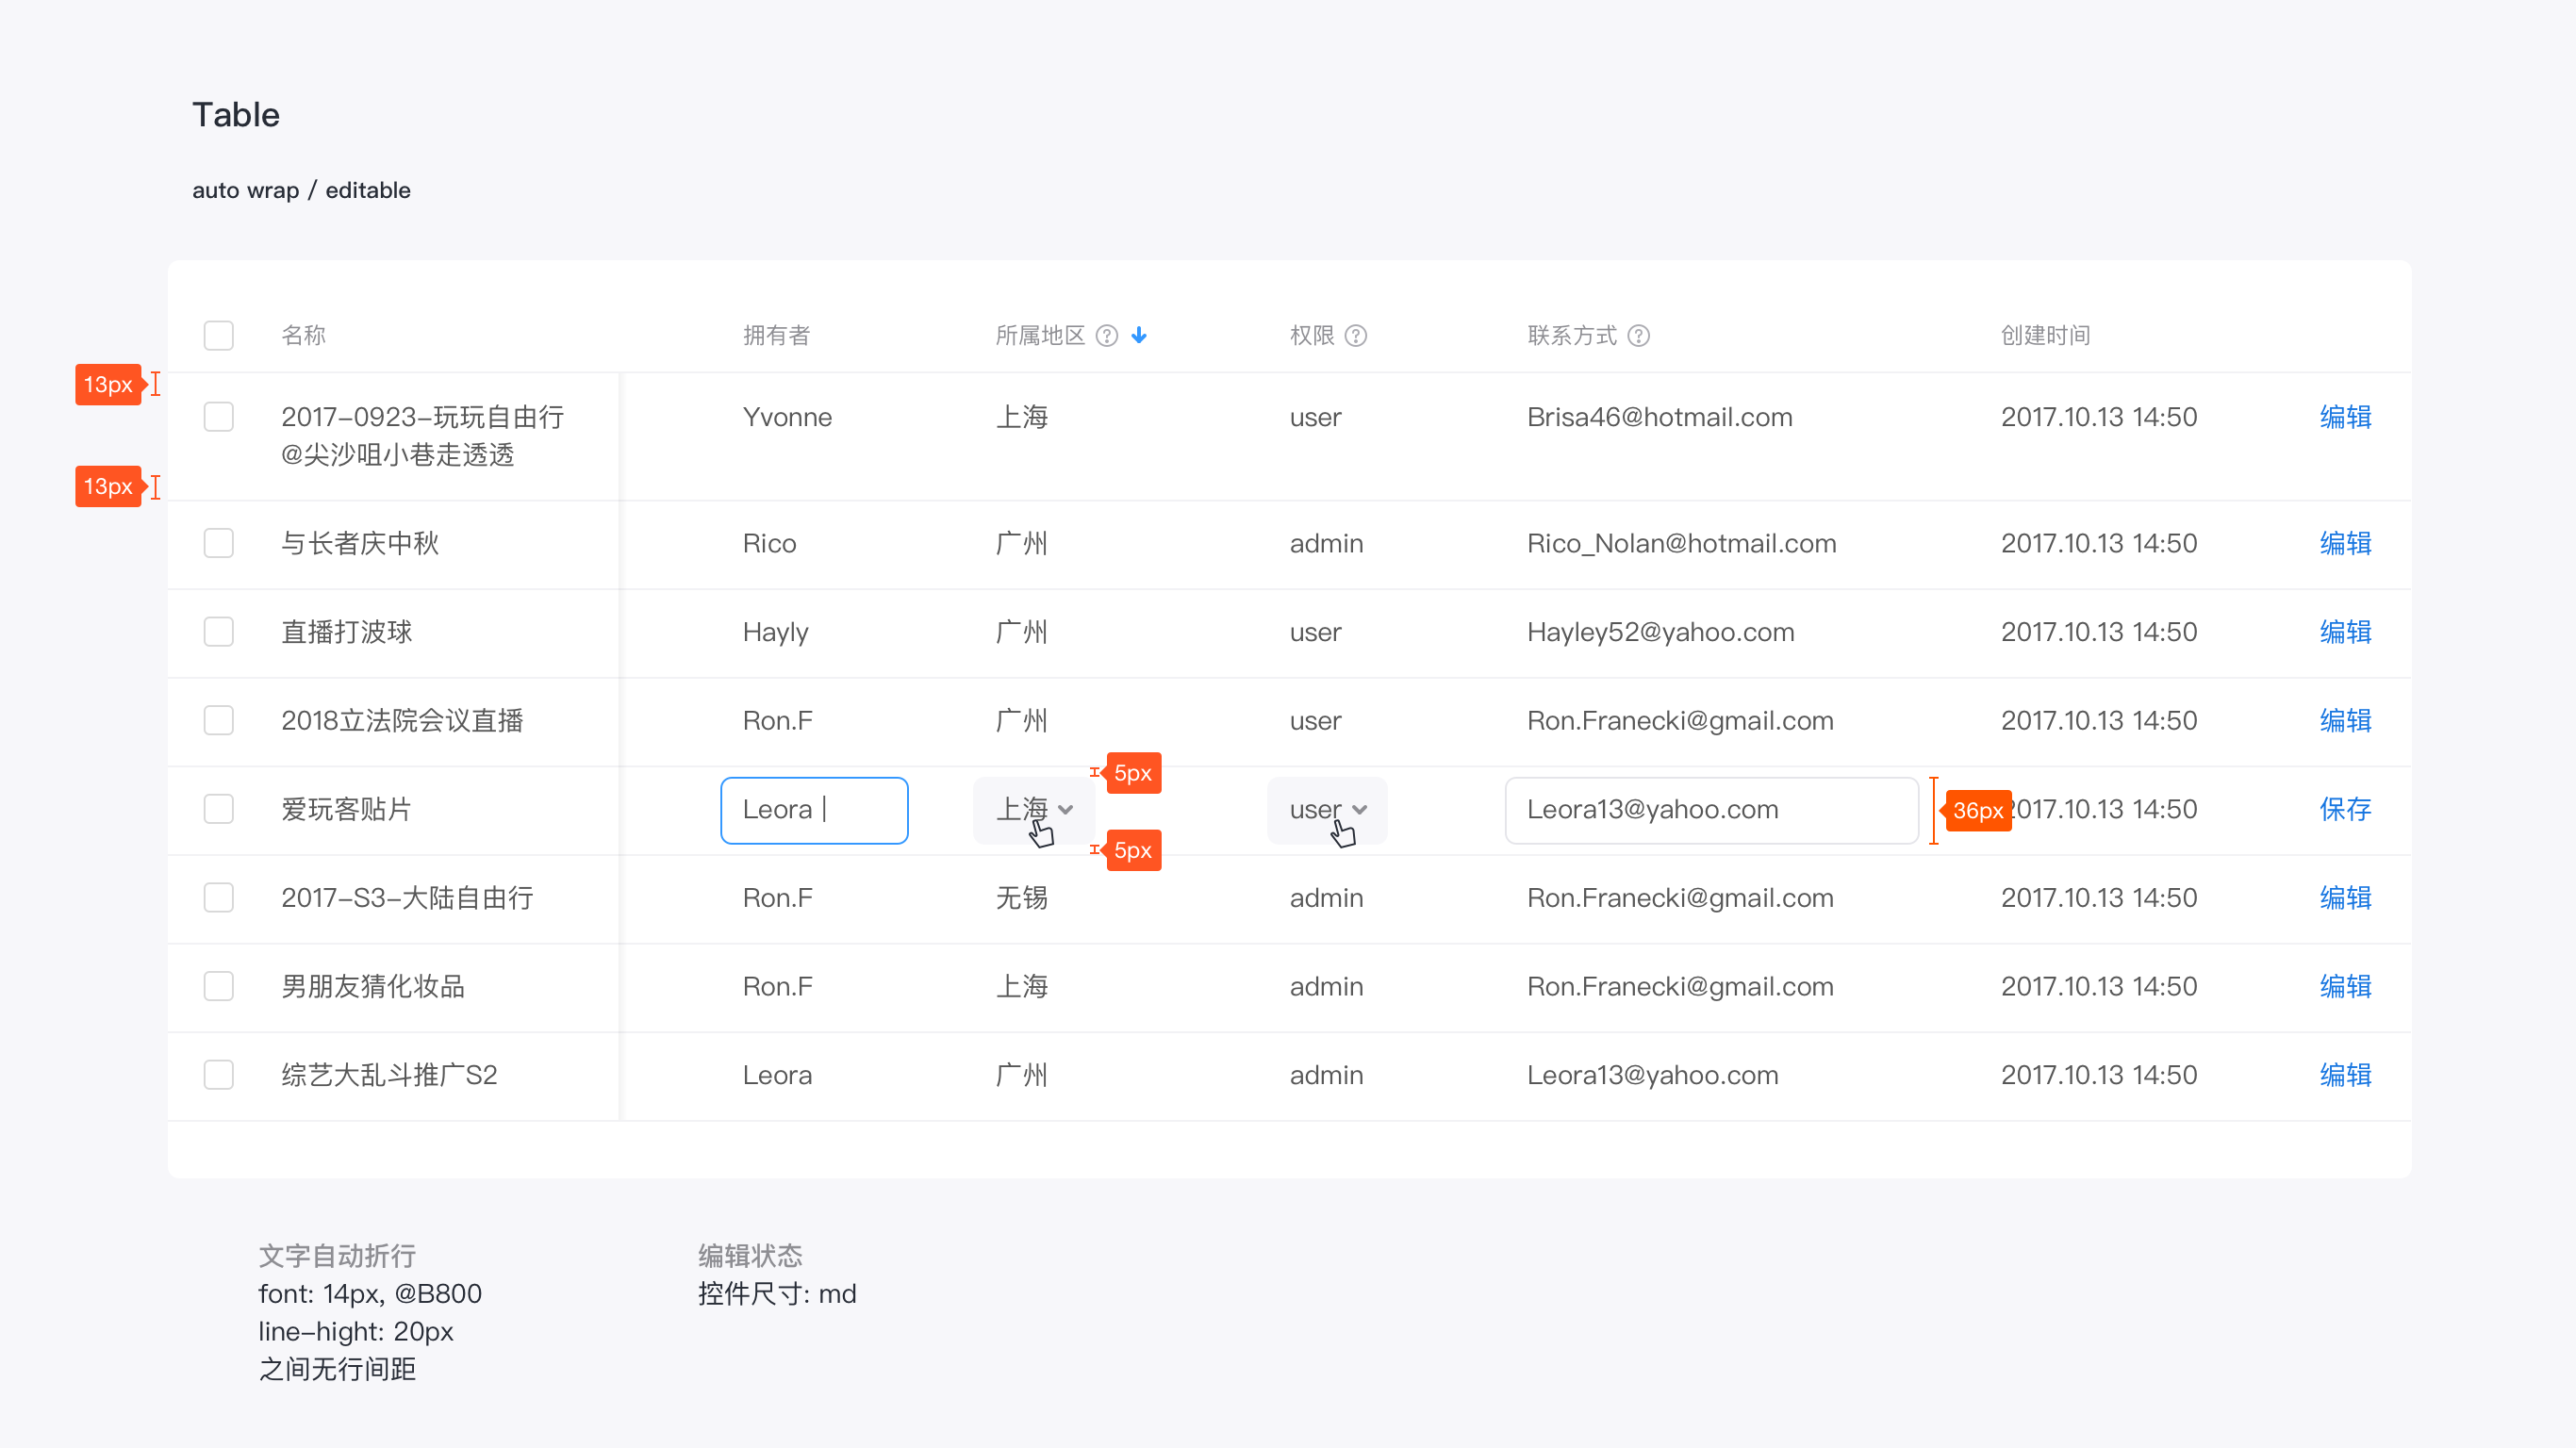 Table
auto wrap / editable
名称 拥有者 所属地区 权限 联系方式 创建时间
13px
2017-0923-玩玩自由行 Yvonne 上海 user Brisa46@hotmail.com 2017.10.13 14:50 编辑
@尖沙咀小巷走透透
13px
与长者庆中秋 Rico 广州 admin Rico_Nolan@hotmail.com 2017.10.13 14:50 编辑
直播打波球 Hayly 广州 user Hayley52@yahoo.com 2017.10.13 14:50 编辑
2018立法院会议直播 Ron.F 广州 user Ron.Franecki@gmail.com 2017.10.13 14:50 编辑
5px
爱玩客贴片 Leora 上海 user Leora13@yahoo.com 36px 2017.10.13 14:50 保存
5px
2017-S3-大陆自由行 Ron.F 无锡 admin Ron.Franecki@gmail.com 2017.10.13 14:50 编辑
男朋友猜化妆品 Ron.F 上海 admin Ron.Franecki@gmail.com 2017.10.13 14:50 编辑
综艺大乱斗推广S2 Leora 广州 admin Leora13@yahoo.com 2017.10.13 14:50 编辑
文字自动折行
font: 14px, @B800
line-hight: 20px
之间无行间距
编辑状态
控件尺寸: md